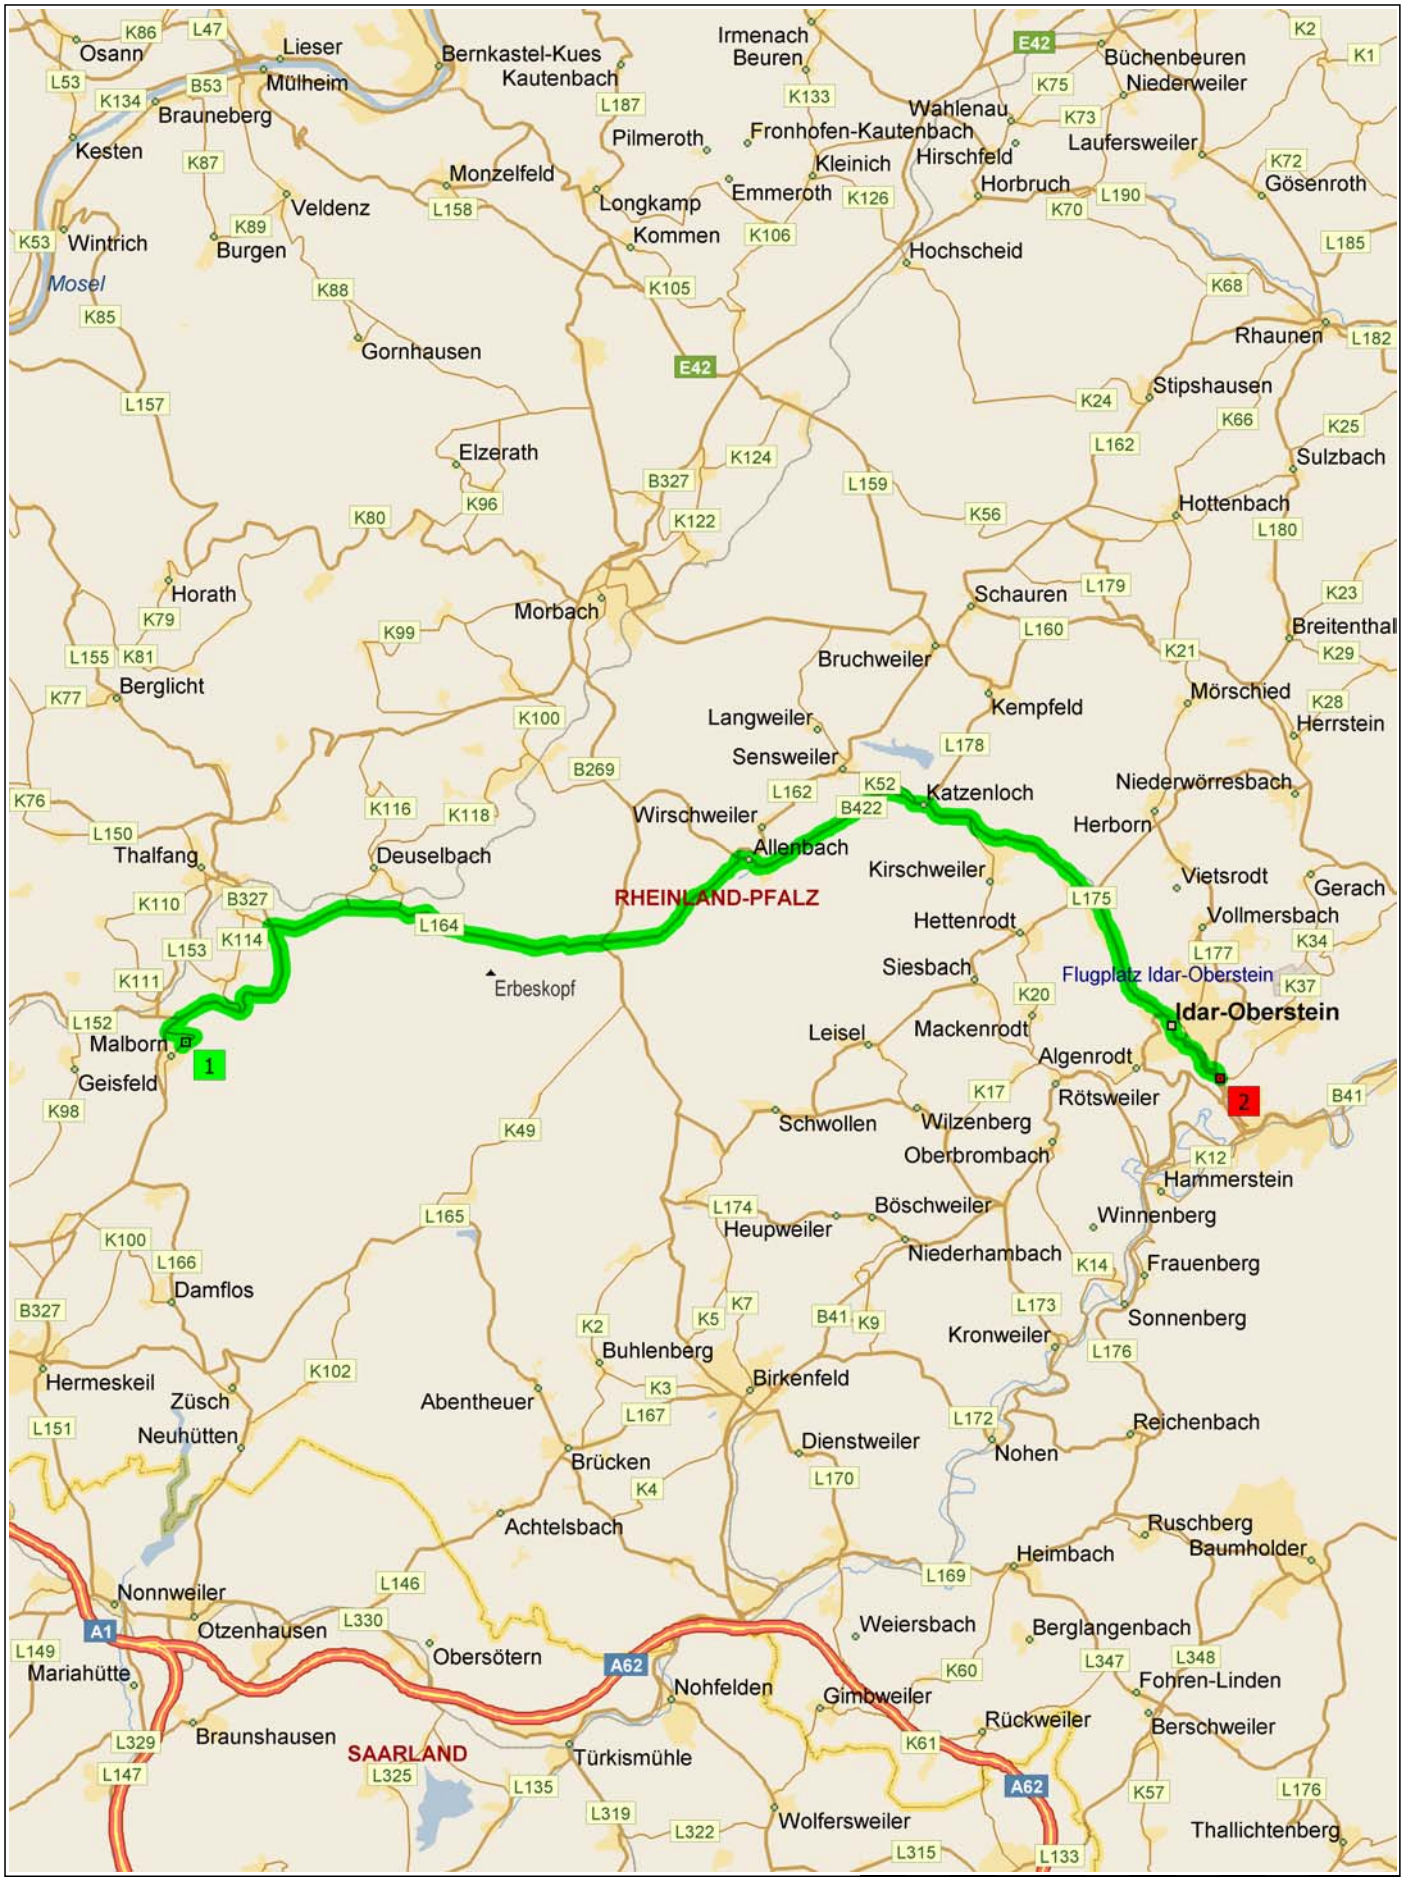 K86
L47
Osann
Lieser
Bernkastel-Kues
Kautenbach
Irmenach
Beuren
E42
Büchenbeuren
K2
K1
L53
K134
B53
Mülheim
L187
K133
K75
Niederweiler
Brauneberg
Wahlenau
K73
Kesten
K87
Pilmeroth
Fronhofen-Kautenbach
Hirschfeld
Laufersweiler
K72
Monzelfeld
Kleinich
Gösenroth
Veldenz
L158
Longkamp
Emmeroth
K126
Horbruch
K70
L190
K53
Wintrich
K89
Burgen
Kommen
K106
Hochscheid
L185
Mosel
K88
K105
K68
K85
Gornhausen
Rhaunen
L182
E42
L157
K24
Stipshausen
K66
K25
Elzerath
K124
L162
Sulzbach
B327
L159
K96
Hottenbach
K80
K122
K56
L180
Horath
Morbach
Schauren
L179
K23
K79
K99
L160
Breitenthal
L155
K81
Bruchweiler
K21
K29
K77
Berglicht
K100
Langweiler
Kempfeld
Mörschied
K28
Herrstein
Sensweiler
L178
B269
K52
Katzenloch
Niederwörresbach
K76
K116
K118
Wirschweiler
L162
B422
Herborn
L150
Thalfang
Deuselbach
Allenbach
Kirschweiler
Vietsrodt
Gerach
K110
B327
RHEINLAND-PFALZ
L175
Hettenrodt
Vollmersbach
L153
K114
L164
K34
L177
K111
Erbeskopf
Siesbach
Flugplatz Idar-Oberstein
K37
L152
K20
Idar-Oberstein
Malborn
1
Leisel
Mackenrodt
Algenrodt
Geisfeld
K98
K17
Rötsweiler
2
B41
K49
Schwollen
Wilzenberg
Oberbrombach
K12
Hammerstein
L165
L174
Heupweiler
Böschweiler
Winnenberg
K100
L166
Niederhambach
K14
Frauenberg
Damflos
B327
K2
K5
K7
B41
K9
L173
Sonnenberg
Kronweiler
Buhlenberg
L176
Hermeskeil
K102
Züsch
Abentheuer
K3
Birkenfeld
L151
Neuhütten
L167
L172
Reichenbach
Brücken
Dienstweiler
Nohen
K4
L170
Achtelsbach
Ruschberg
Baumholder
Heimbach
L146
L169
Nonnweiler
A1
Otzenhausen
L330
Weiersbach
Berglangenbach
L149
Mariahütte
Obersötern
A62
K60
L347
L348
Nohfelden
Gimbweiler
Fohren-Linden
L329
Braunshausen
SAARLAND
Türkismühle
K61
Rückweiler
Berschweiler
L147
L325
L135
A62
K57
L176
L319
Wolfersweiler
L322
L315
L133
Thallichtenberg